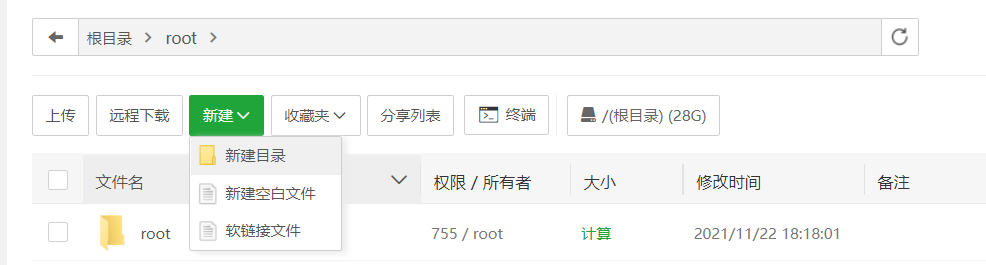 根目录 root
上传 远程下载 新建 收藏夹 分享列表 终端 /(根目录) (28G)
新建目录
新建空白文件
软链接文件
文件名 权限 / 所有者 大小 修改时间 备注
root 755 / root 计算 2021/11/22 18:18:01